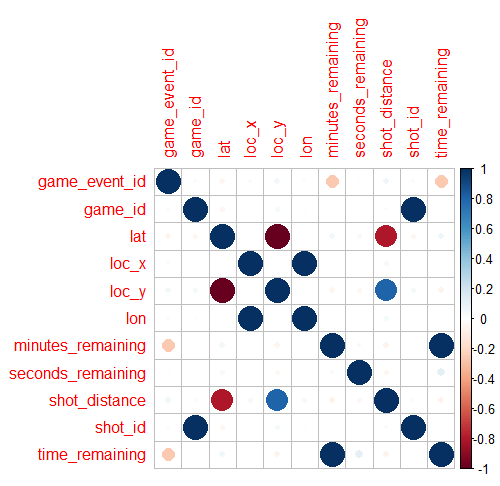 game_event_id
game_id
lat
loc_x
loc_y
lon
minutes_remaining
seconds_remaining
shot_distance
shot_id
time_remaining
game_event_id
game_id
lat
loc_x
loc_y
lon
minutes_remaining
seconds_remaining
shot_distance
shot_id
time_remaining
1
0.8
0.6
0.4
0.2
0
-0.2
-0.4
-0.6
-0.8
-1